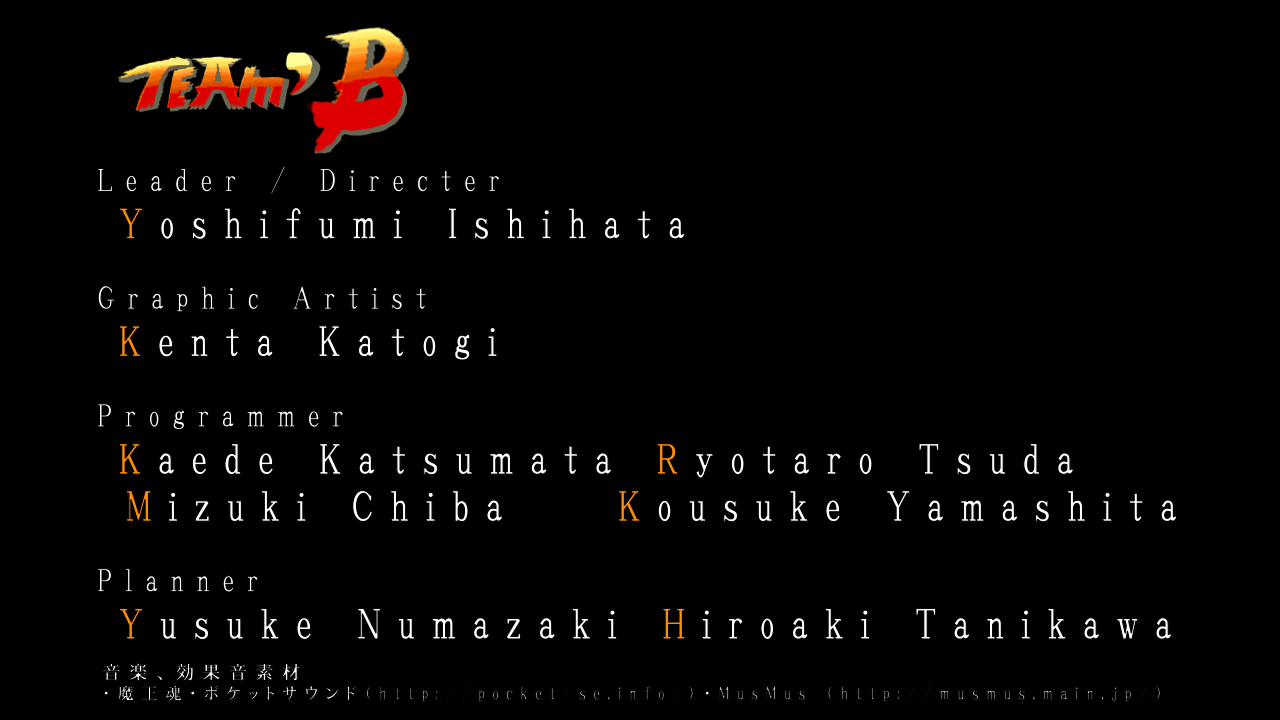 TEAM'B
Leader / Directer
Yoshifumi Ishihata
Graphic Artist
Kenta Katogi
Programmer
Kaede Katsumata Ryotaro Tsuda
Mizuki Chiba Kousuke Yamashita
Planner
Yusuke Numazaki Hiroaki Tanikawa
音楽、効果音素材
・魔王魂・ポケットサウンド(http://pocket-se.info/)・MusMus (http://musmus.main.jp/)